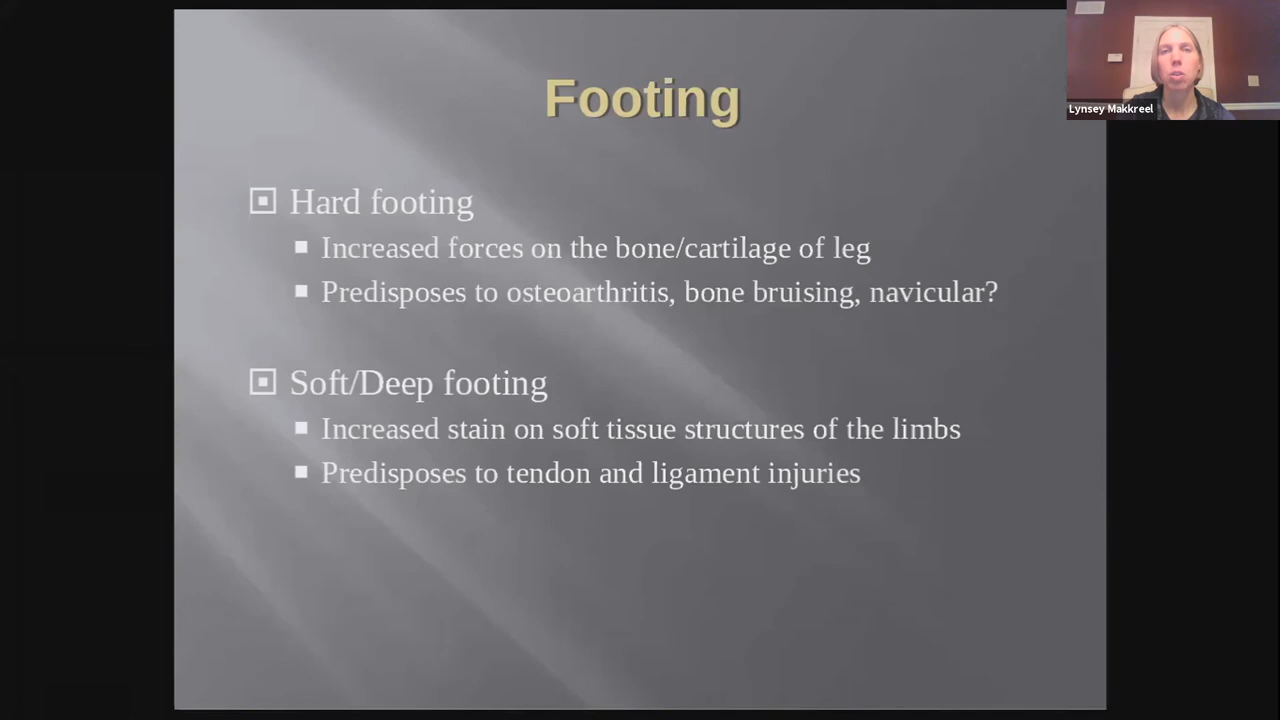 Footing
Lynsey Makkreel
Hard footing
Increased forces on the bone/cartilage of leg
Predisposes to osteoarthritis, bone bruising, navicular?
Soft/Deep footing
Increased stain on soft tissue structures of the limbs
Predisposes to tendon and ligament injuries